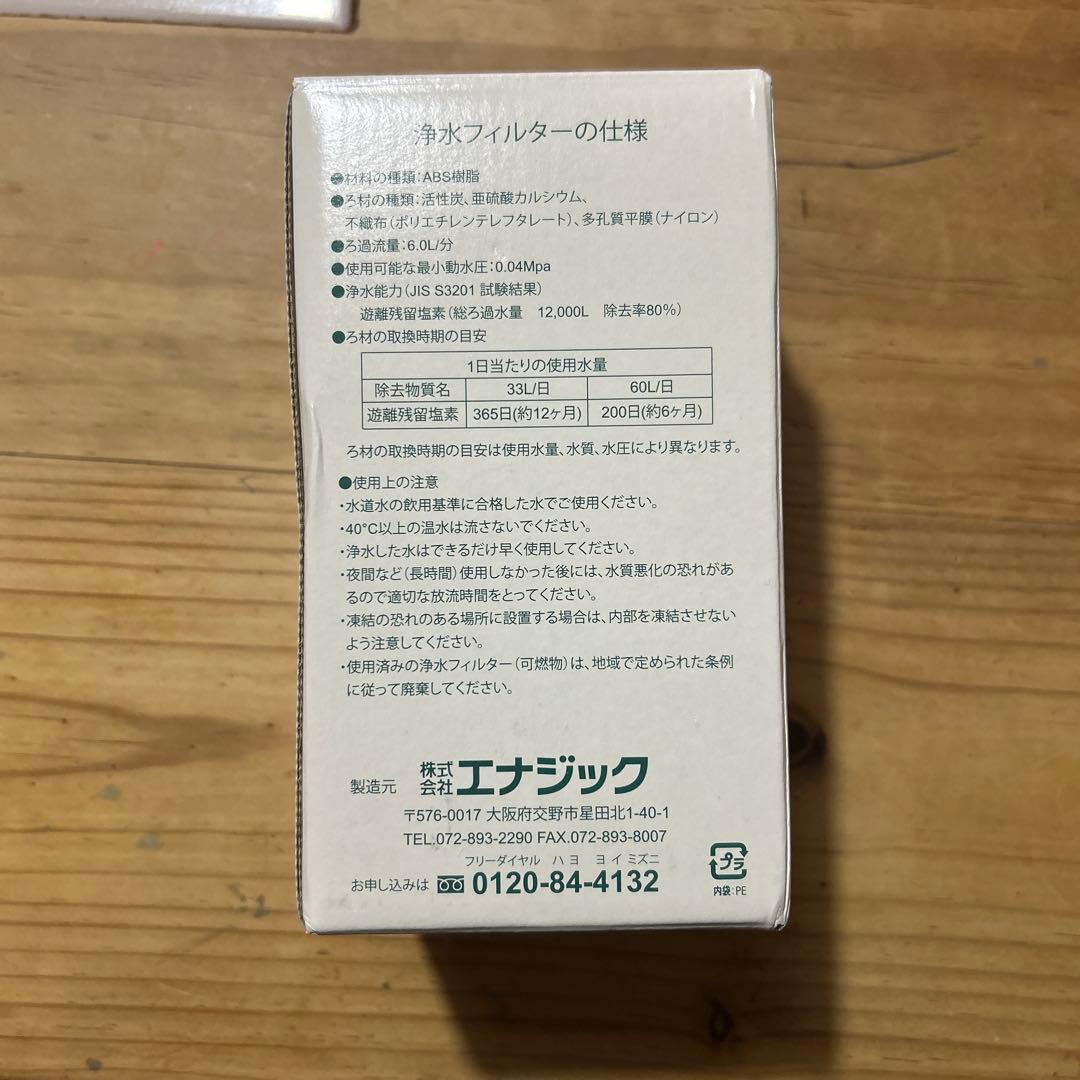 浄水フィルターの仕様
●材料の種類:ABS樹脂
●ろ材の種類:活性炭、亜硫酸カルシウム、
不織布(ポリエチレンテレフタレート)、多孔質平膜(ナイロン)
●ろ過流量:6.0L/分
●使用可能な最小動水圧:0.04Mpa
●浄水能力(JIS S3201 試験結果)
遊離残留塩素(総ろ過水量 12,000L 除去率80%)
●ろ材の取換時期の目安
1日当たりの使用水量
除去物質名 33L/日 60L/日
遊離残留塩素 365日(約12ヶ月) 200日(約6ヶ月)
ろ材の取換時期の目安は使用水量、水質、水圧により異なります。
●使用上の注意
・水道水の飲用基準に合格した水でご使用ください。
・40°C以上の温水は流さないでください。
・浄水した水はできるだけ早く使用してください。
・夜間など(長時間)使用しなかった後には、水質悪化の恐れがあ
るので適切な放流時間をとってください。
・凍結の恐れのある場所に設置する場合は、内部を凍結させない
よう注意してください。
・使用済みの浄水フィルター(可燃物)は、地域で定められた条例
に従って廃棄してください。
製造元 株式会社エナジック
〒576-0017 大阪府交野市星田北1-40-1
TEL.072-893-2290 FAX.072-893-8007
フリーダイヤル ハヨ ヨイ ミズニ
お申し込みは 0120-84-4132
プラ
内袋:PE